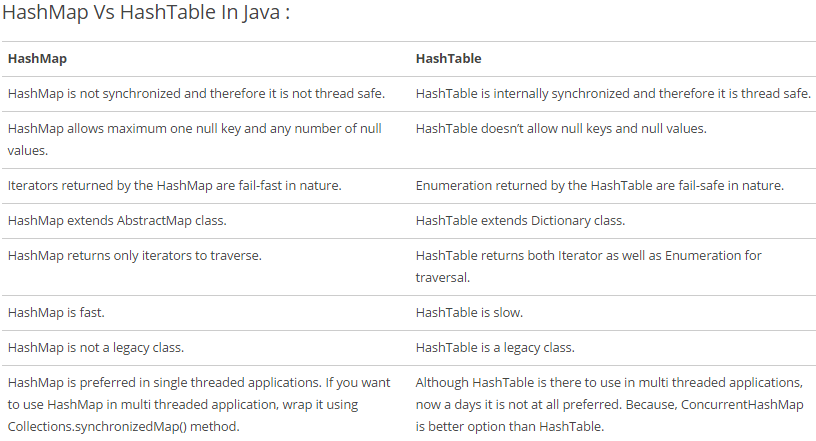 HashMap Vs HashTable In Java :
HashMap
HashTable
HashMap is not synchronized and therefore it is not thread safe.
HashTable is internally synchronized and therefore it is thread safe.
HashMap allows maximum one null key and any number of null
values.
HashTable doesn’t allow null keys and null values.
Iterators returned by the HashMap are fail-fast in nature.
Enumeration returned by the HashTable are fail-safe in nature.
HashMap extends AbstractMap class.
HashTable extends Dictionary class.
HashMap returns only iterators to traverse.
HashTable returns both Iterator as well as Enumeration for
traversal.
HashMap is fast.
HashTable is slow.
HashMap is not a legacy class.
HashTable is a legacy class.
HashMap is preferred in single threaded applications. If you want
to use HashMap in multi threaded application, wrap it using
Collections.synchronizedMap() method.
Although HashTable is there to use in multi threaded applications,
now a days it is not at all preferred. Because, ConcurrentHashMap
is better option than HashTable.